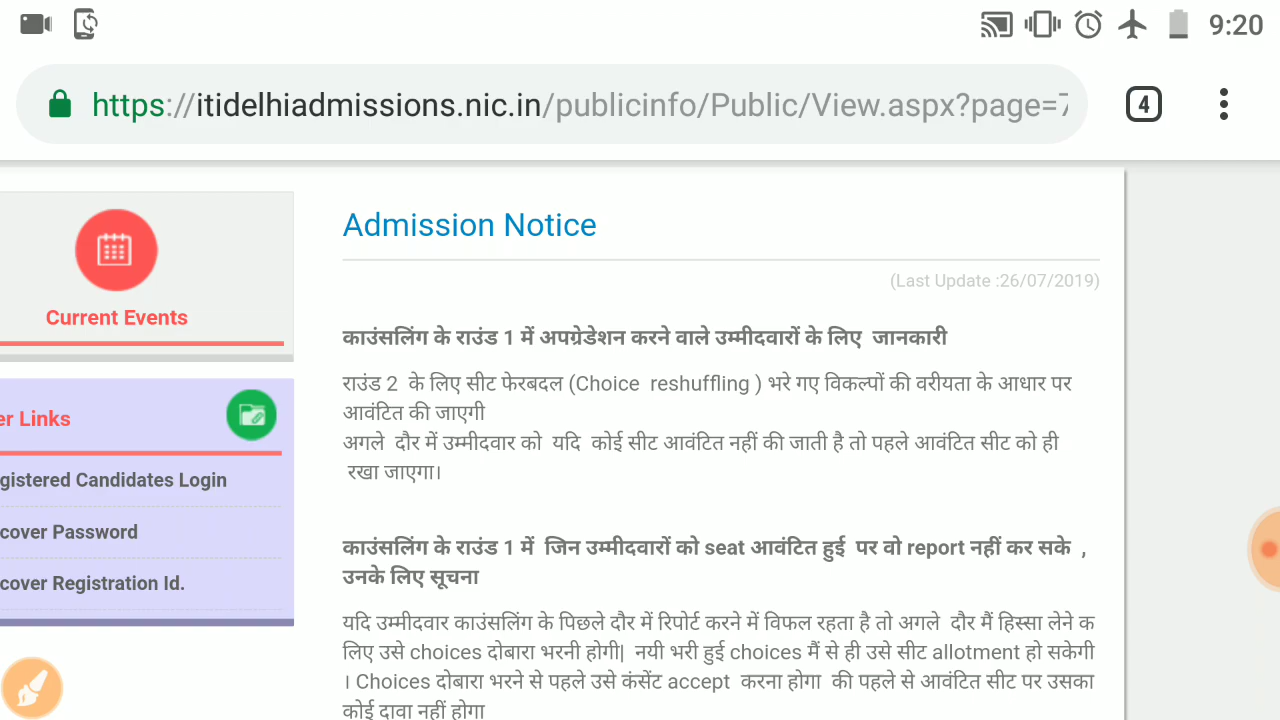 9:20
https://itidelhiadmissions.nic.in/publicinfo/Public/View.aspx?page=7
4
Admission Notice
(Last Update :26/07/2019)
Current Events
काउंसलिंग के राउंड 1 में अपग्रेडेशन करने वाले उम्मीदवारों के लिए जानकारी
राउंड 2 के लिए सीट फेरबदल (Choice reshuffling ) भरे गए विकल्पों की वरीयता के आधार पर
आवंटित की जाएगी
अगले दौर में उम्मीदवार को यदि कोई सीट आवंटित नहीं की जाती है तो पहले आवंटित सीट को ही
रखा जाएगा।
er Links
gistered Candidates Login
cover Password
cover Registration Id.
काउंसलिंग के राउंड 1 में जिन उम्मीदवारों को seat आवंटित हुई पर वो report नहीं कर सके ,
उनके लिए सूचना
यदि उम्मीदवार काउंसलिंग के पिछले दौर में रिपोर्ट करने में विफल रहता है तो अगले दौर मैं हिस्सा लेने क
लिए उसे choices दोबारा भरनी होगी| नयी भरी हुई choices मैं से ही उसे सीट allotment हो सकेगी
। Choices दोबारा भरने से पहले उसे कंसेंट accept करना होगा की पहले से आवंटित सीट पर उसका
कोई दावा नहीं होगा